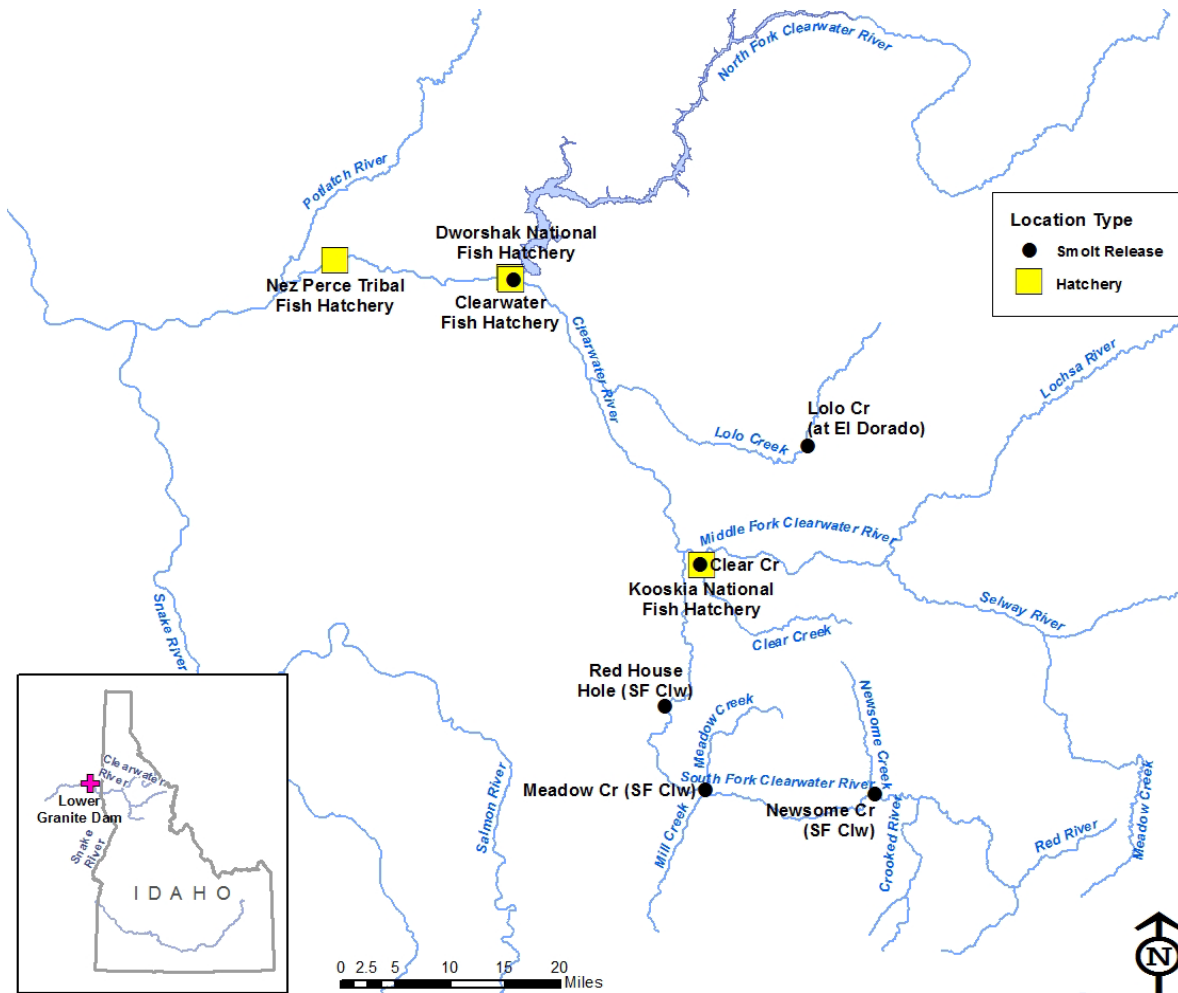 North Fork Clearwater River
Potlatch River
Location Type
Smolt Release
Hatchery
Dworshak National
Fish Hatchery
Nez Perce Tribal
Fish Hatchery
Clearwater
Fish Hatchery
Clearwater River
Lochsa River
Lolo Cr
(at El Dorado)
Lolo Creek
Middle Fork Clearwater River
Clear Cr
Kooskia National
Fish Hatchery
Selway River
Snake River
Clear Creek
Red House
Hole (SF Clw)
Meadow Creek
Newsome Creek
South Fork Clearwater River
Meadow Cr (SF Clw)
Newsome Cr
(SF Clw)
Mill Creek
Crooked River
Red River
Meadow Creek
Salmon River
Clearwater
River
Lower
Granite Dam
Snake
River
IDAHO
0 2.5 5 10 15 20
Miles
N